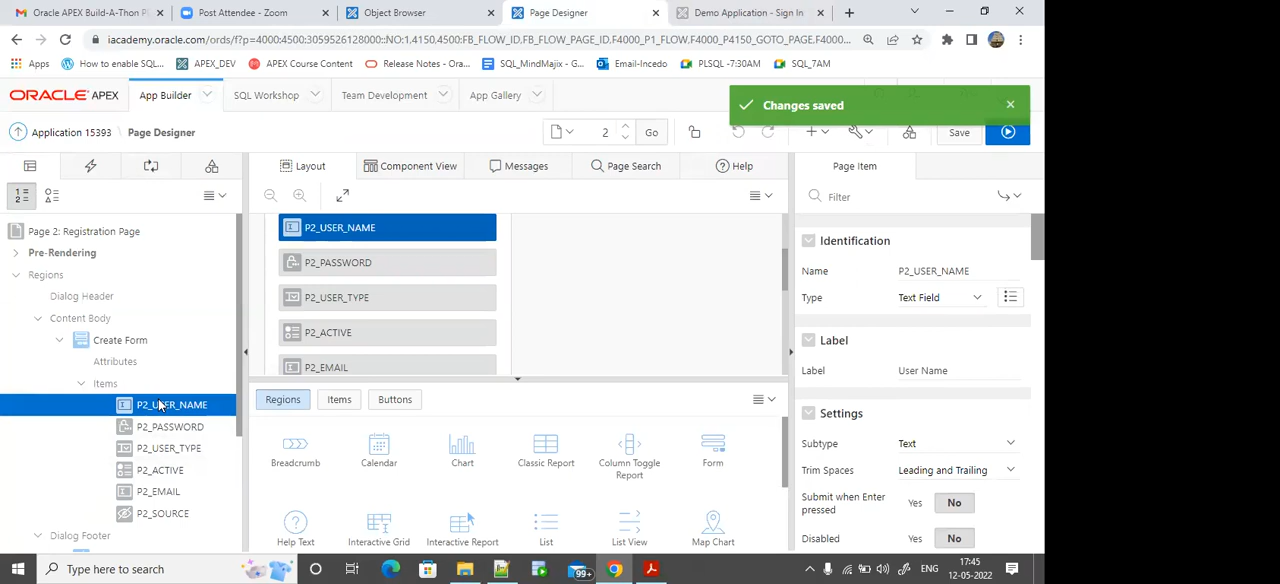 Oracle APEX Build-A-Thon P
Post Attendee - Zoom
Object Browser
Page Designer
Demo Application - Sign In
iacademy.oracle.com/ords/f?p=4000:4500:3059526128000::NO:1,4150,4500:FB_FLOW_ID,FB_FLOW_PAGE_ID,F4000_P1_FLOW,F4000_P4150_GOTO_PAGE,F4000...
Apps
How to enable SQL...
APEX_DEV
APEX Course Content
Release Notes - Ora...
SQL_MindMajix - G...
Email-Incedo
PLSQL -7:30AM
SQL_7AM
ORACLE APEX
App Builder
SQL Workshop
Team Development
App Gallery
Changes saved
Application 15393
Page Designer
2
Go
Save
Layout
Component View
Messages
Page Search
Help
Page Item
Filter
Page 2: Registration Page
Pre-Rendering
Regions
Dialog Header
Content Body
Create Form
Attributes
Items
P2_USER_NAME
P2_PASSWORD
P2_USER_TYPE
P2_ACTIVE
P2_EMAIL
P2_SOURCE
Dialog Footer
P2_USER_NAME
P2_PASSWORD
P2_USER_TYPE
P2_ACTIVE
P2_EMAIL
Regions
Items
Buttons
Breadcrumb
Calendar
Chart
Classic Report
Column Toggle
Report
Form
Help Text
Interactive Grid
Interactive Report
List
List View
Map Chart
Identification
Name
P2_USER_NAME
Type
Text Field
Label
Label
User Name
Settings
Subtype
Text
Trim Spaces
Leading and Trailing
Submit when Enter
pressed
Yes
No
Disabled
Yes
No
Type here to search
99+
ENG
17:45
12-05-2022